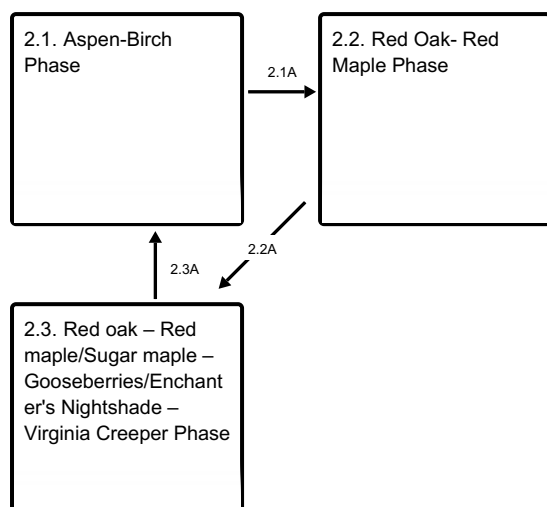 2.1. Aspen-Birch
Phase
2.1A
2.2. Red Oak- Red
Maple Phase
2.2A
2.3A
2.3. Red oak – Red
maple/Sugar maple –
Gooseberries/Enchant
er's Nightshade –
Virginia Creeper Phase